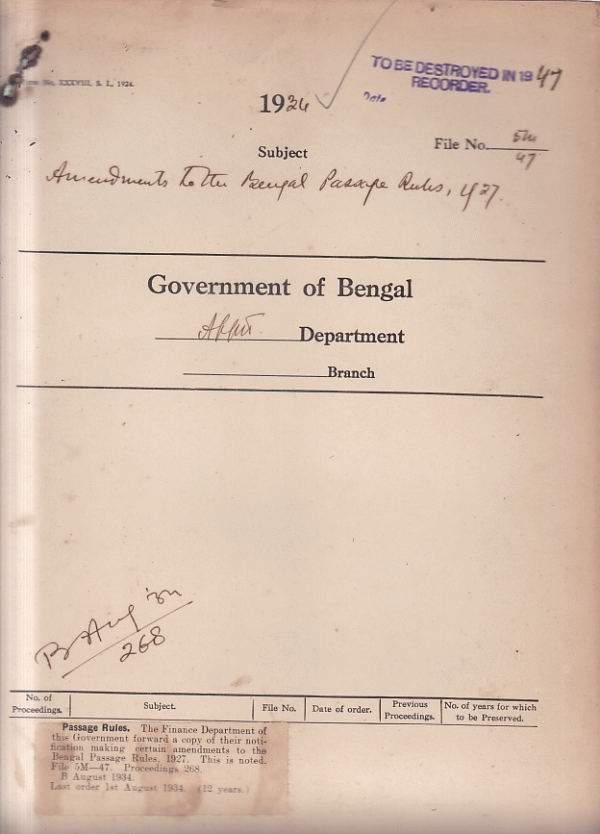 Form No. XXXVIII, S. I., 1924.
TO BE DESTROYED IN 1947
RECORDER.
Date
1934
File No. 5M/47
Subject
Amendments to the Bengal Passage Rules, 1927.
Government of Bengal
Appt. Department
Branch
B Aug '34
268
No. of Proceedings. Subject. File No. Date of order. Previous Proceedings. No. of years for which to be Preserved.
Passage Rules. The Finance Department of
this Government forward a copy of their noti-
fication making certain amendments to the
Bengal Passage Rules, 1927. This is noted.
File 5M—47. Proceedings 268.
B August 1934.
Last order 1st August 1934. (12 years.)